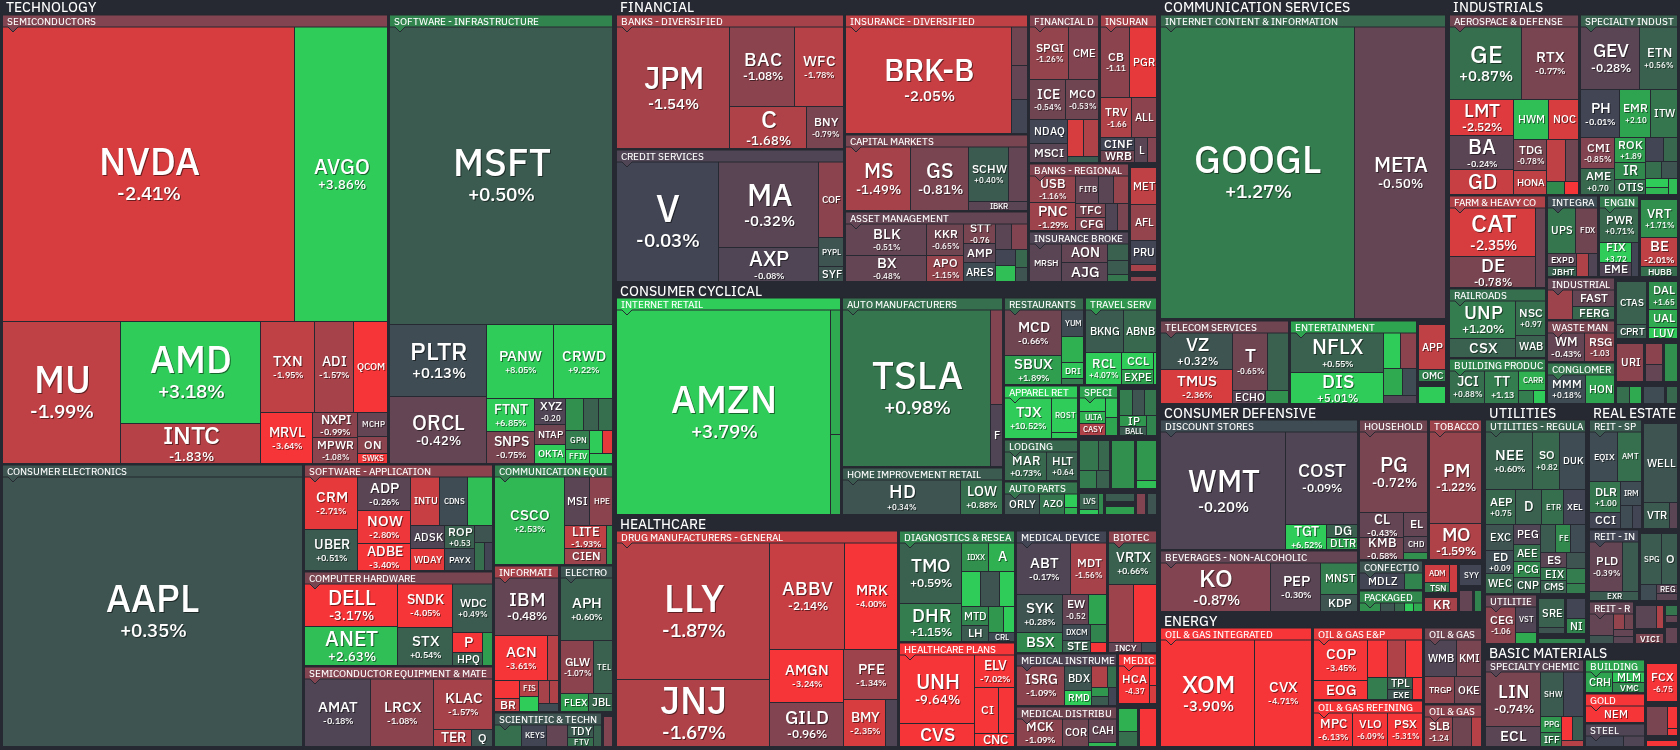 TECHNOLOGY
SEMICONDUCTORS
NVDA
-2.41%
AVGO
+3.86%
MU
-1.99%
AMD
+3.18%
INTC
-1.83%
TXN
-1.95%
ADI
-1.57%
QCOM
MRVL
-3.64%
NXPI
-0.99%
MCHP
MPWR
-1.08%
ON
SWKS
SOFTWARE - INFRASTRUCTURE
MSFT
+0.50%
PLTR
+0.13%
ORCL
-0.42%
PANW
+8.05%
CRWD
+9.22%
FTNT
+6.85%
XYZ
-0.20
SNPS
-0.75%
NTAP
GPN
OKTA
FFIV
CONSUMER ELECTRONICS
AAPL
+0.35%
SOFTWARE - APPLICATION
CRM
-2.71%
ADP
-0.26%
INTU
CDNS
UBER
+0.51%
NOW
-2.80%
ADBE
-3.40%
ADSK
ROP
+0.53
WDAY
PAYX
COMMUNICATION EQUI
CSCO
+2.53%
MSI
HPE
LITE
-1.93%
CIEN
COMPUTER HARDWARE
DELL
-3.17%
SNDK
-4.05%
WDC
+0.49%
ANET
+2.63%
STX
+0.54%
P
HPQ
INFORMATI
IBM
-0.48%
ACN
-3.61%
FIS
BR
ELECTRO
APH
+0.60%
GLW
-1.07%
TEL
FLEX
JBL
SEMICONDUCTOR EQUIPMENT & MATE
AMAT
-0.18%
LRCX
-1.08%
KLAC
-1.57%
TER
Q
SCIENTIFIC & TECHN
KEYS
TDY
FTV
FINANCIAL
BANKS - DIVERSIFIED
JPM
-1.54%
BAC
-1.08%
WFC
-1.78%
C
-1.68%
BNY
-0.79%
INSURANCE - DIVERSIFIED
BRK-B
-2.05%
FINANCIAL D
SPGI
-1.26%
CME
ICE
-0.54%
MCO
-0.53%
NDAQ
MSCI
INSURAN
CB
-1.11
PGR
TRV
-1.66
ALL
CINF
WRB
L
CREDIT SERVICES
V
-0.03%
MA
-0.32%
AXP
-0.08%
COF
PYPL
SYF
CAPITAL MARKETS
MS
-1.49%
GS
-0.81%
SCHW
+0.40%
IBKR
ASSET MANAGEMENT
BLK
-0.51%
BX
-0.48%
KKR
-0.65%
APO
-1.15%
STT
-0.76
AMP
ARES
BANKS - REGIONAL
USB
-1.16%
FITB
PNC
-1.29%
TFC
CFG
MET
AFL
PRU
INSURANCE BROKE
MRSH
AON
AJG
CONSUMER CYCLICAL
INTERNET RETAIL
AMZN
+3.79%
AUTO MANUFACTURERS
TSLA
+0.98%
F
RESTAURANTS
MCD
-0.66%
YUM
SBUX
+1.89%
DRI
TRAVEL SERV
BKNG
ABNB
RCL
+4.07%
CCL
EXPE
APPAREL RET
TJX
+10.52%
ROST
SPECI
ULTA
CASY
IP
BALL
LODGING
MAR
+0.73%
HLT
+0.64
HOME IMPROVEMENT RETAIL
HD
+0.34%
LOW
+0.88%
AUTO PARTS
ORLY
AZO
LVS
HEALTHCARE
DRUG MANUFACTURERS - GENERAL
LLY
-1.87%
JNJ
-1.67%
ABBV
-2.14%
MRK
-4.00%
AMGN
-3.24%
PFE
-1.34%
GILD
-0.96%
BMY
-2.35%
DIAGNOSTICS & RESEA
TMO
+0.59%
IDXX
A
DHR
+1.15%
MTD
LH
CRL
MEDICAL DEVICE
ABT
-0.17%
MDT
-1.56%
SYK
+0.28%
EW
-0.52
BSX
DXCM
STE
BIOTEC
VRTX
+0.66%
INCY
HEALTHCARE PLANS
UNH
-9.64%
ELV
-7.02%
CI
CVS
CNC
MEDICAL INSTRUME
ISRG
-1.09%
BDX
RMD
MEDIC
HCA
-4.37
MEDICAL DISTRIBU
MCK
-1.09%
COR
CAH
COMMUNICATION SERVICES
INTERNET CONTENT & INFORMATION
GOOGL
+1.27%
META
-0.50%
TELECOM SERVICES
VZ
+0.32%
T
-0.65%
TMUS
-2.36%
ECHO
ENTERTAINMENT
NFLX
+0.55%
DIS
+5.01%
APP
OMC
INDUSTRIALS
AEROSPACE & DEFENSE
GE
+0.87%
RTX
-0.77%
LMT
-2.52%
HWM
NOC
BA
-0.24%
TDG
-0.78%
GD
HONA
SPECIALTY INDUST
GEV
-0.28%
ETN
+0.56%
PH
-0.01%
EMR
+2.10
ITW
CMI
-0.85%
ROK
+1.89
AME
+0.70
IR
OTIS
FARM & HEAVY CO
CAT
-2.35%
DE
-0.78%
INTEGRA
UPS
FDX
EXPD
JBHT
ENGIN
PWR
+0.71%
FIX
+3.72
EME
VRT
+1.71%
BE
-2.01%
HUBB
RAILROADS
UNP
+1.20%
NSC
+0.97
CSX
WAB
INDUSTRIAL
FAST
FERG
CTAS
CPRT
DAL
+1.65
UAL
LUV
WASTE MAN
WM
-0.43%
RSG
-1.03
URI
BUILDING PRODUC
JCI
+0.88%
TT
+1.13
CARR
CONGLOMER
MMM
+0.18%
HON
CONSUMER DEFENSIVE
DISCOUNT STORES
WMT
-0.20%
COST
-0.09%
TGT
+6.52%
DG
DLTR
HOUSEHOLD
PG
-0.72%
CL
-0.43%
EL
KMB
-0.58%
CHD
TOBACCO
PM
-1.22%
MO
-1.59%
BEVERAGES - NON-ALCOHOLIC
KO
-0.87%
PEP
-0.30%
MNST
KDP
CONFECTIO
MDLZ
PACKAGED
ADM
TSN
SYY
KR
UTILITIES
UTILITIES - REGULA
NEE
+0.60%
SO
+0.82
DUK
AEP
+0.75
D
ETR
XEL
EXC
PEG
FE
ED
+0.09
AEE
PCG
ES
EIX
WEC
CNP
CMS
UTILITIE
CEG
-1.06
VST
SRE
NI
REAL ESTATE
REIT - SP
EQIX
AMT
WELL
DLR
+1.00
IRM
CCI
VTR
REIT - IN
PLD
-0.39%
EXR
SPG
O
REG
REIT - R
VICI
ENERGY
OIL & GAS INTEGRATED
XOM
-3.90%
CVX
-4.71%
OIL & GAS E&P
COP
-3.45%
EOG
TPL
EXE
OIL & GAS
WMB
KMI
TRGP
OKE
OIL & GAS REFINING
MPC
-6.13%
VLO
-6.09%
PSX
-5.31%
OIL & GAS
SLB
-1.24
BASIC MATERIALS
SPECIALTY CHEMIC
LIN
-0.74%
SHW
ECL
PPG
IFF
BUILDING
CRH
MLM
VMC
GOLD
NEM
STEEL
FCX
-6.75